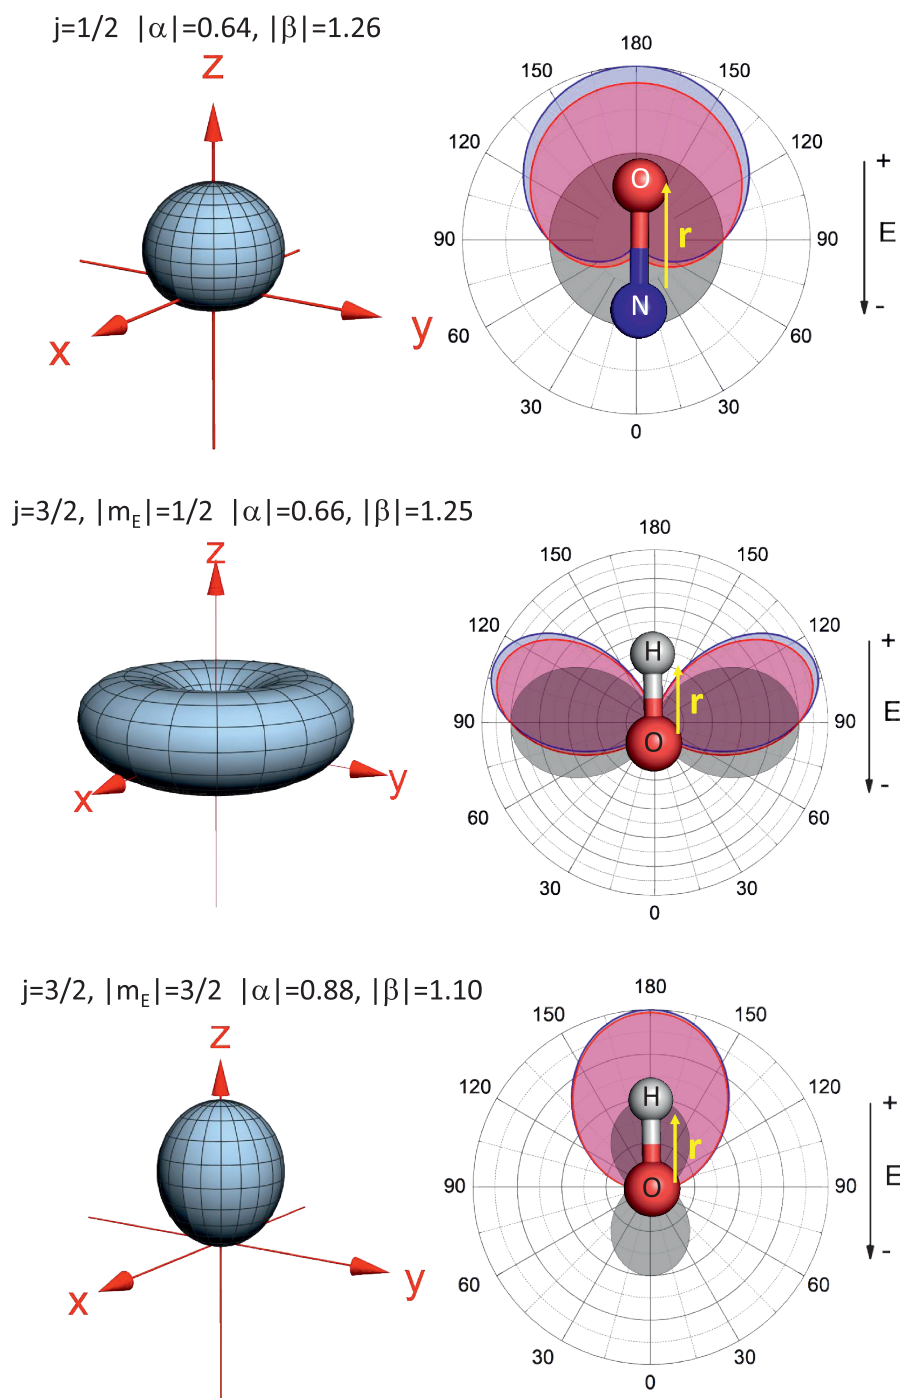 j=1/2 |α|=0.64, |β|=1.26
z
x
y
180
150 150
120 120
90 90
60 60
30 30
0
O
r
N
+
E
-
j=3/2, |mE|=1/2 |α|=0.66, |β|=1.25
z
x
y
180
150 150
120 120
90 90
60 60
30 30
0
H
r
O
+
E
-
j=3/2, |mE|=3/2 |α|=0.88, |β|=1.10
z
x
y
180
150 150
120 120
90 90
60 60
30 30
0
H
r
O
+
E
-